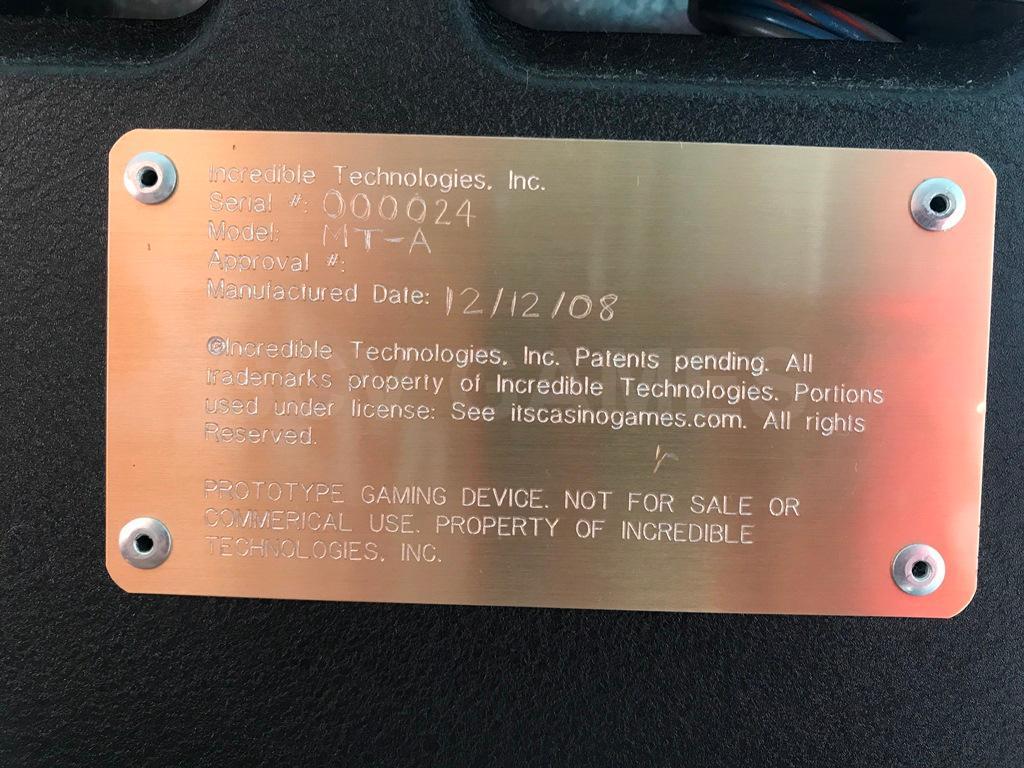 Incredible Technologies, Inc.
Serial #: 000024
Model: MT-A
Approval #:
Manufactured Date: 12/12/08
©Incredible Technologies, Inc. Patents pending. All
trademarks property of Incredible Technologies. Portions
used under license: See itscasinogames.com. All rights
Reserved.
PROTOTYPE GAMING DEVICE. NOT FOR SALE OR
COMMERICAL USE. PROPERTY OF INCREDIBLE
TECHNOLOGIES, INC.